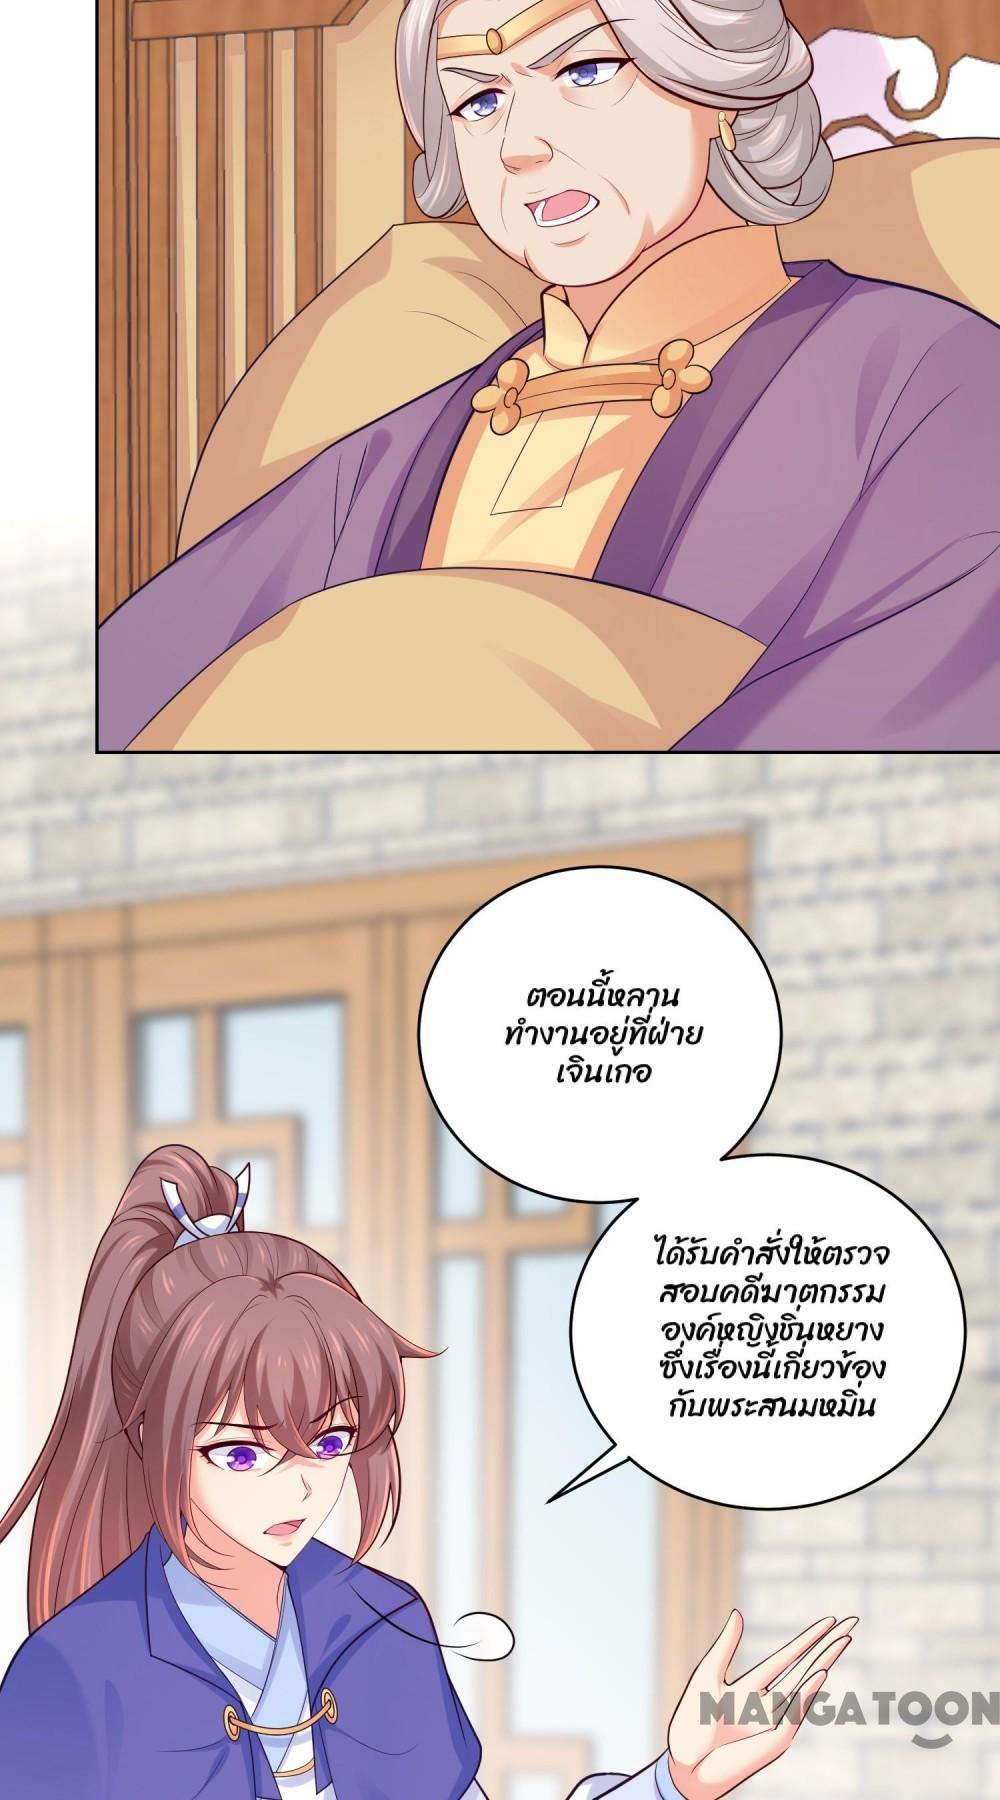 ตอนนี้หลาน
ทำงานอยู่ที่ฝ่าย
เจินเกอ
ได้รับคำสั่งให้ตรวจ
สอบคดีฆาตกรรม
องค์หญิงชิ่นหยาง
ซึ่งเรื่องนี้เกี่ยวข้อง
กับพระสนมหมิ่น
MANGATOON